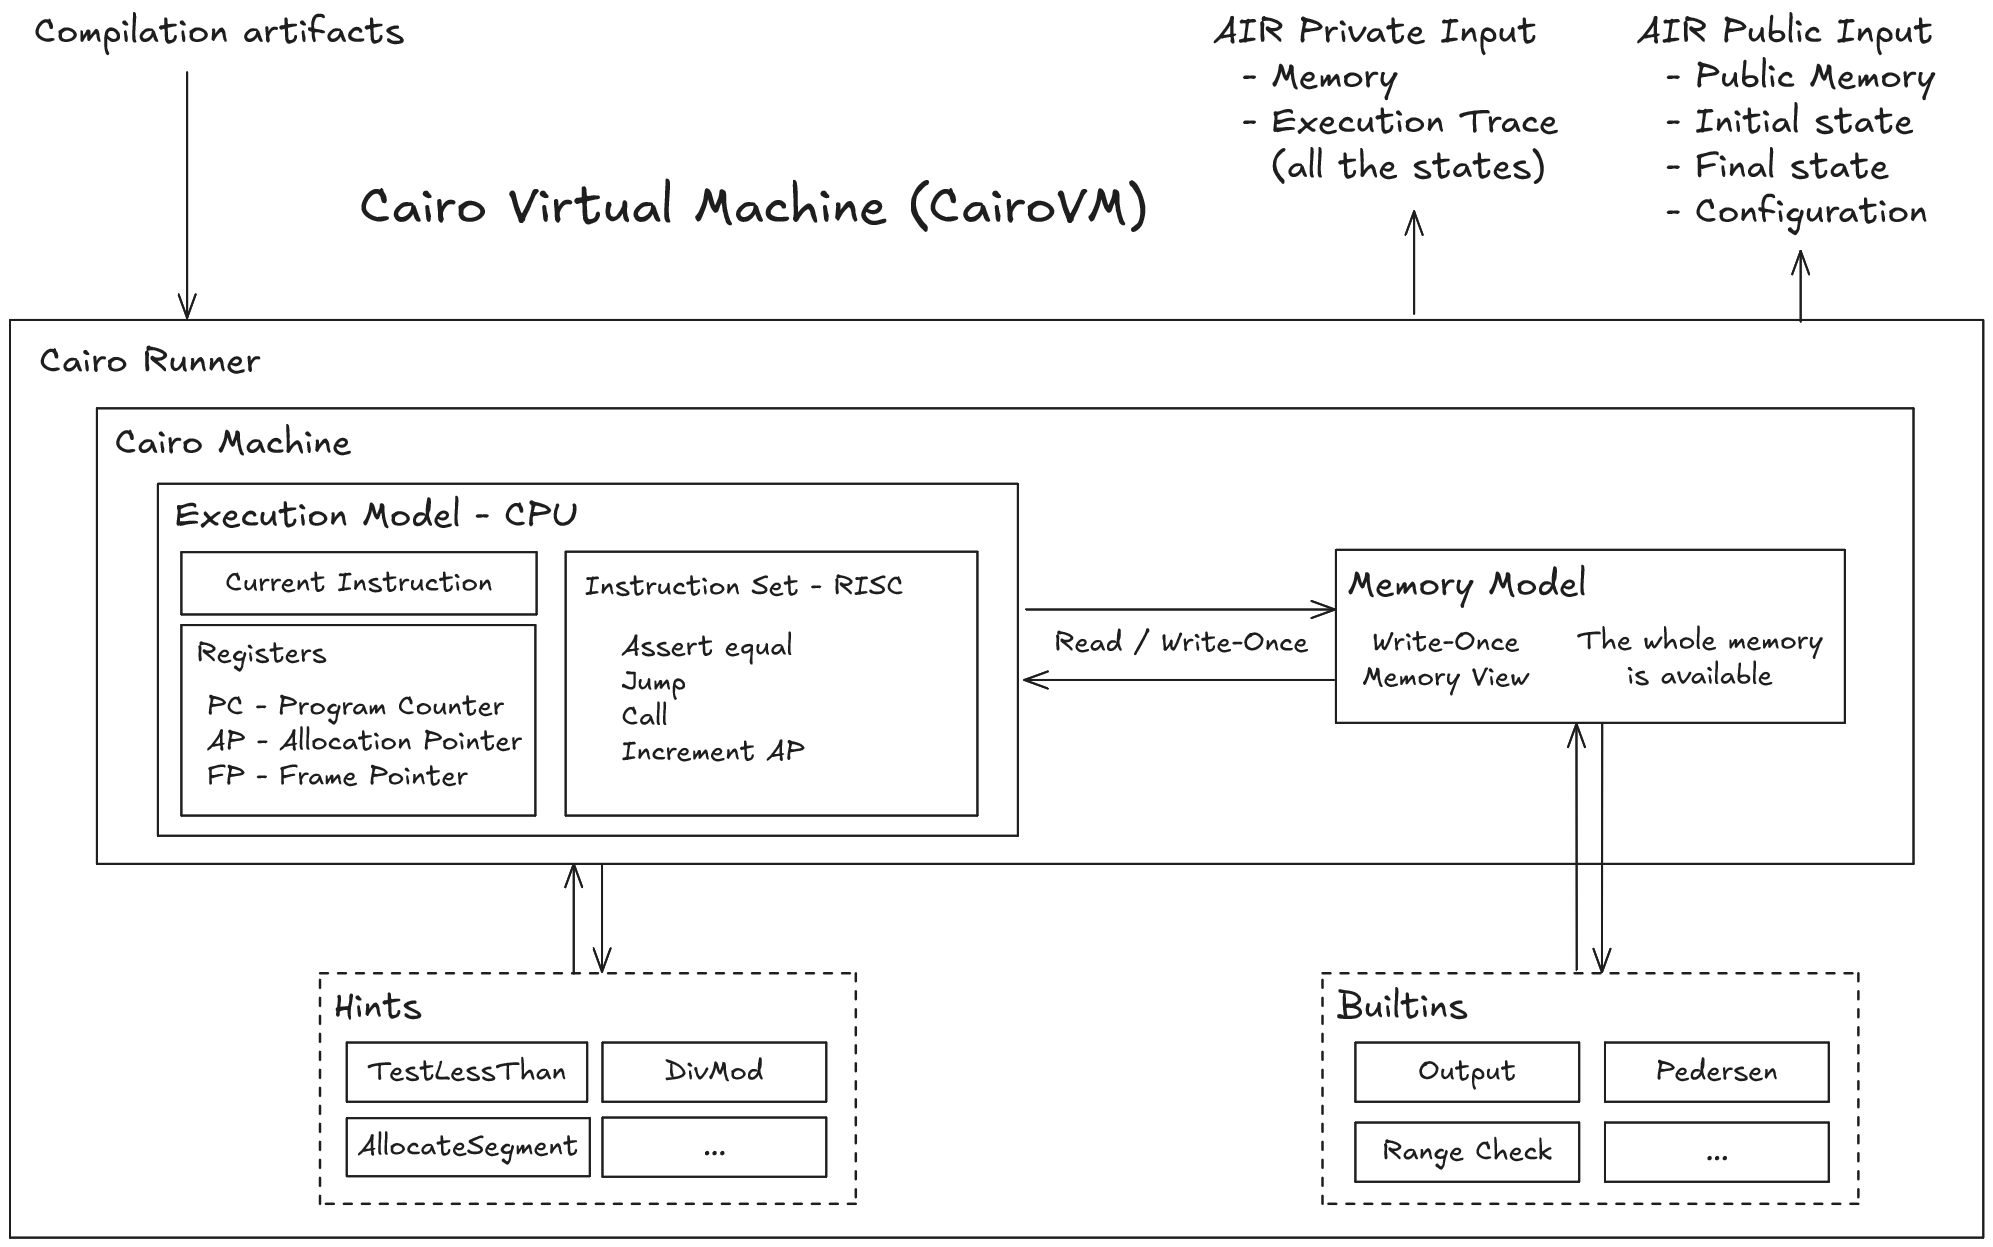 Compilation artifacts
AIR Private Input
- Memory
- Execution Trace
(all the states)
AIR Public Input
- Public Memory
- Initial state
- Final state
- Configuration
Cairo Virtual Machine (CairoVM)
Cairo Runner
Cairo Machine
Execution Model - CPU
Current Instruction
Registers
PC - Program Counter
AP - Allocation Pointer
FP - Frame Pointer
Instruction Set - RISC
Assert equal
Jump
Call
Increment AP
Read / Write-Once
Memory Model
Write-Once
Memory View
The whole memory
is available
Hints
TestLessThan
DivMod
AllocateSegment
...
Builtins
Output
Pedersen
Range Check
...